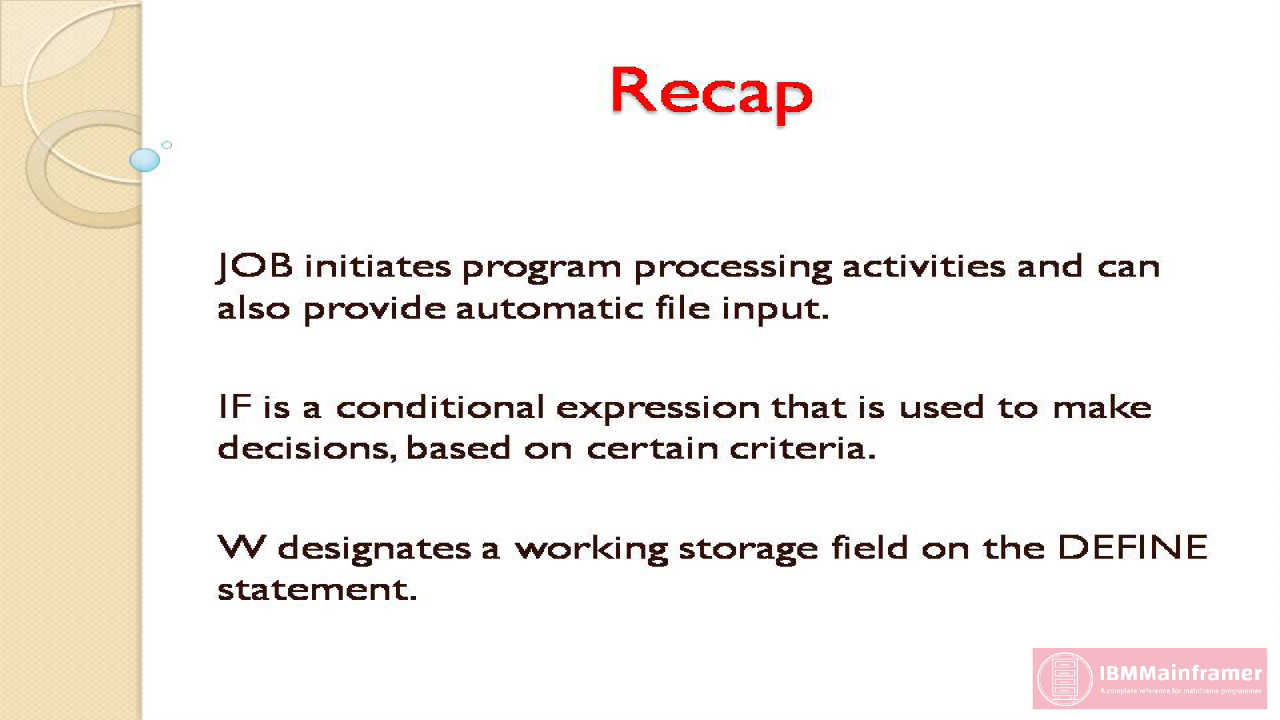 Recap
JOB initiates program processing activities and can
also provide automatic file input.
IF is a conditional expression that is used to make
decisions, based on certain criteria.
W designates a working storage field on the DEFINE
statement.
IBMMainframer
A complete reference for mainframe programmer